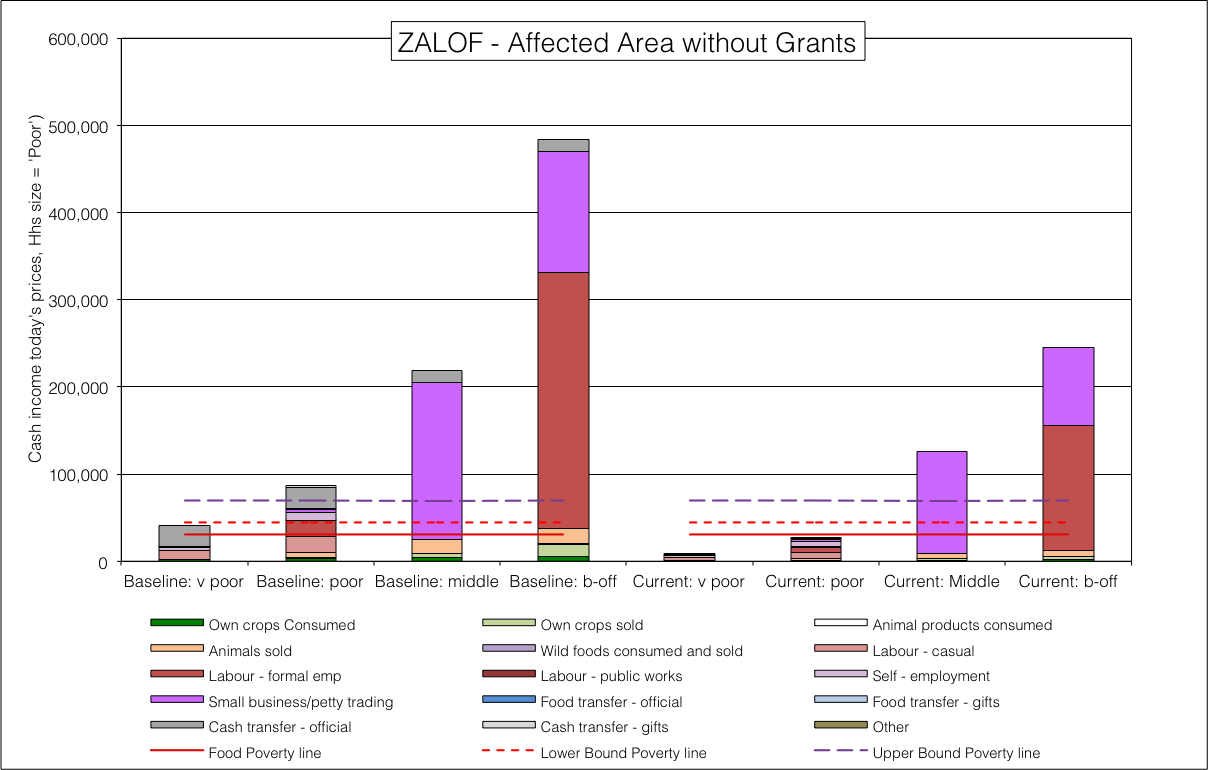 ZALOF - Affected Area without Grants
Cash income today's prices, Hhs size = 'Poor')
600,000
500,000
400,000
300,000
200,000
100,000
0
Baseline: v poor Baseline: poor Baseline: middle Baseline: b-off Current: v poor Current: poor Current: Middle Current: b-off
Own crops Consumed Own crops sold Animal products consumed
Animals sold Wild foods consumed and sold Labour - casual
Labour - formal emp Labour - public works Self - employment
Small business/petty trading Food transfer - official Food transfer - gifts
Cash transfer - official Cash transfer - gifts Other
Food Poverty line Lower Bound Poverty line Upper Bound Poverty line